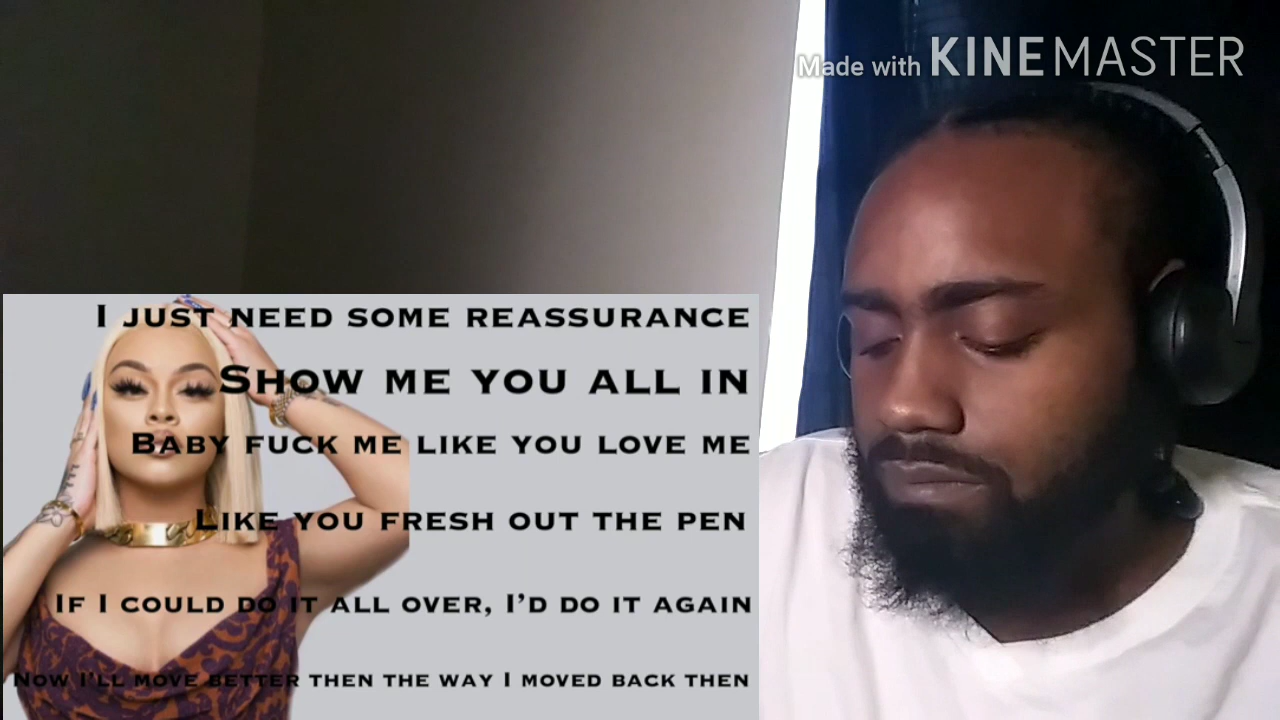 Made with KINEMASTER
I JUST NEED SOME REASSURANCE
SHOW ME YOU ALL IN
BABY FUCK ME LIKE YOU LOVE ME
LIKE YOU FRESH OUT THE PEN
IF I COULD DO IT ALL OVER, I'D DO IT AGAIN
NOW I'LL MOVE BETTER THEN THE WAY I MOVED BACK THEN